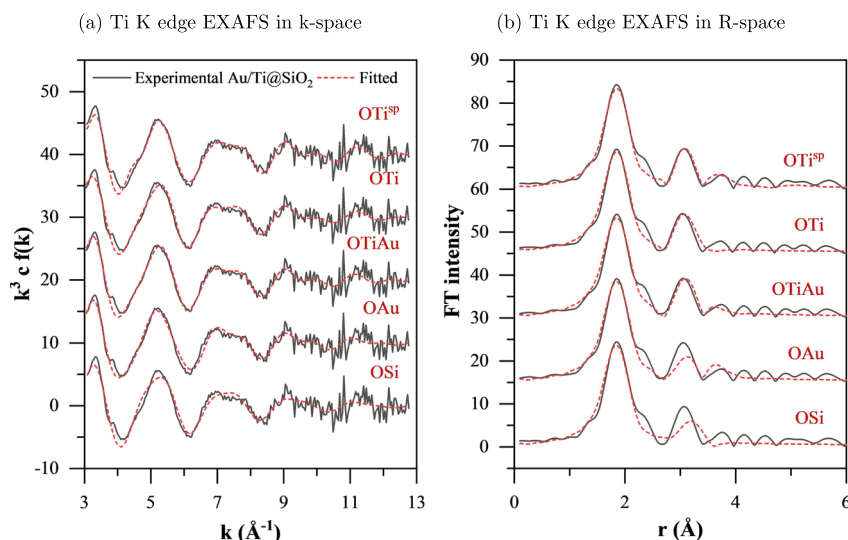 (a) Ti K edge EXAFS in k-space
50
40
30
20
10
0
-10
3
5
7
9
11
13
k³ c f(k)
k (Å⁻¹)
Experimental Au/Ti@SiO₂
Fitted
OTiˢᵖ
OTi
OTiAu
OAu
OSi
(b) Ti K edge EXAFS in R-space
90
80
70
60
50
40
30
20
10
0
0
2
4
6
FT intensity
r (Å)
OTiˢᵖ
OTi
OTiAu
OAu
OSi